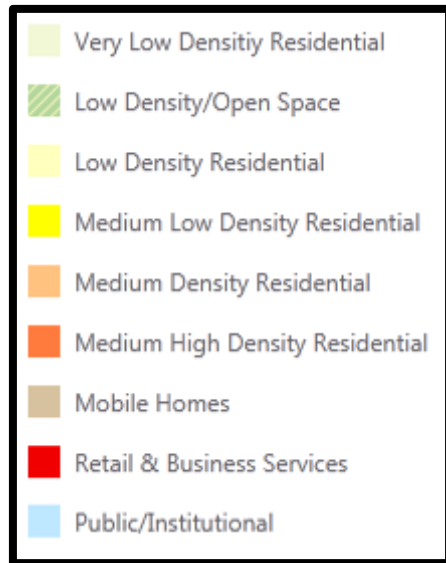 Very Low Densitiy Residential
Low Density/Open Space
Low Density Residential
Medium Low Density Residential
Medium Density Residential
Medium High Density Residential
Mobile Homes
Retail & Business Services
Public/Institutional